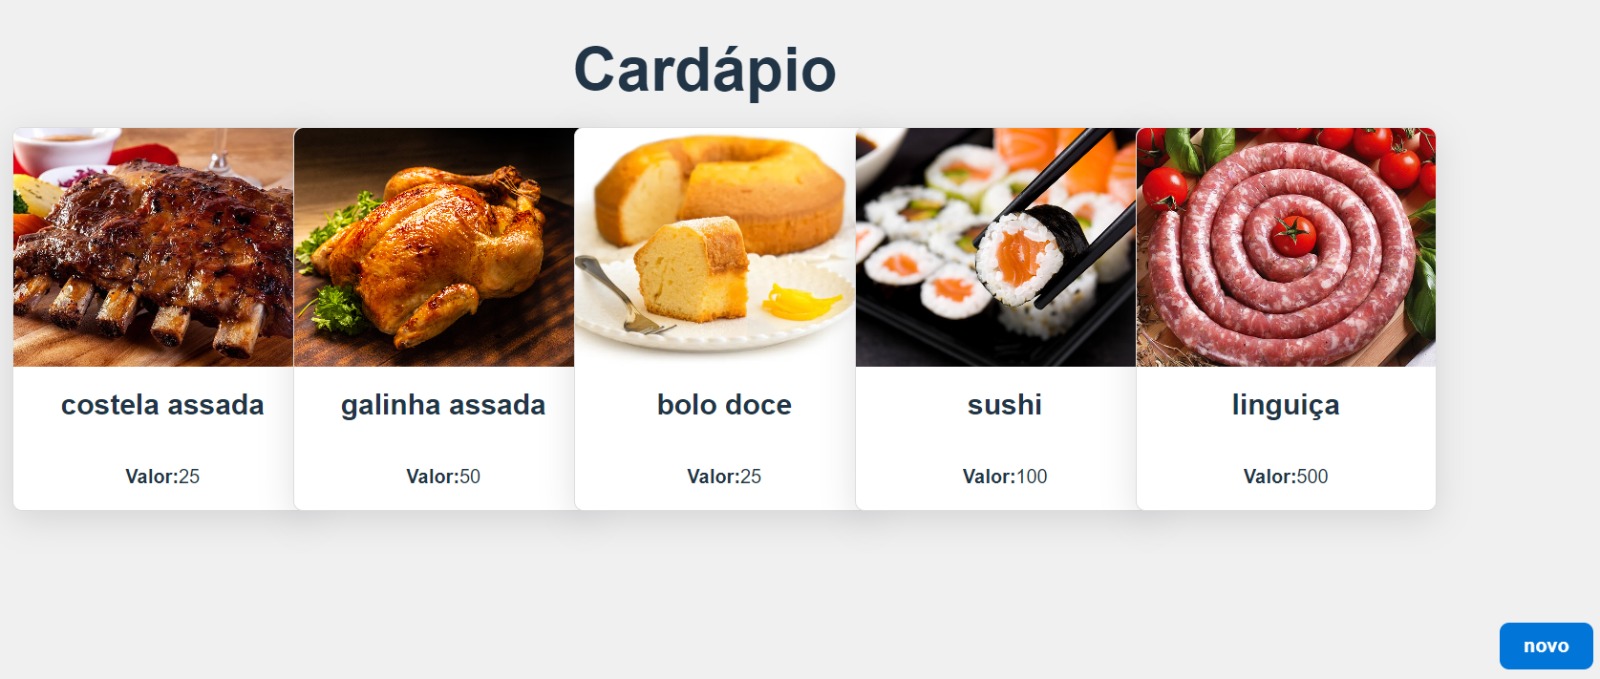 Cardápio
costela assada
galinha assada
bolo doce
sushi
linguiça
Valor:25
Valor:50
Valor:25
Valor:100
Valor:500
novo